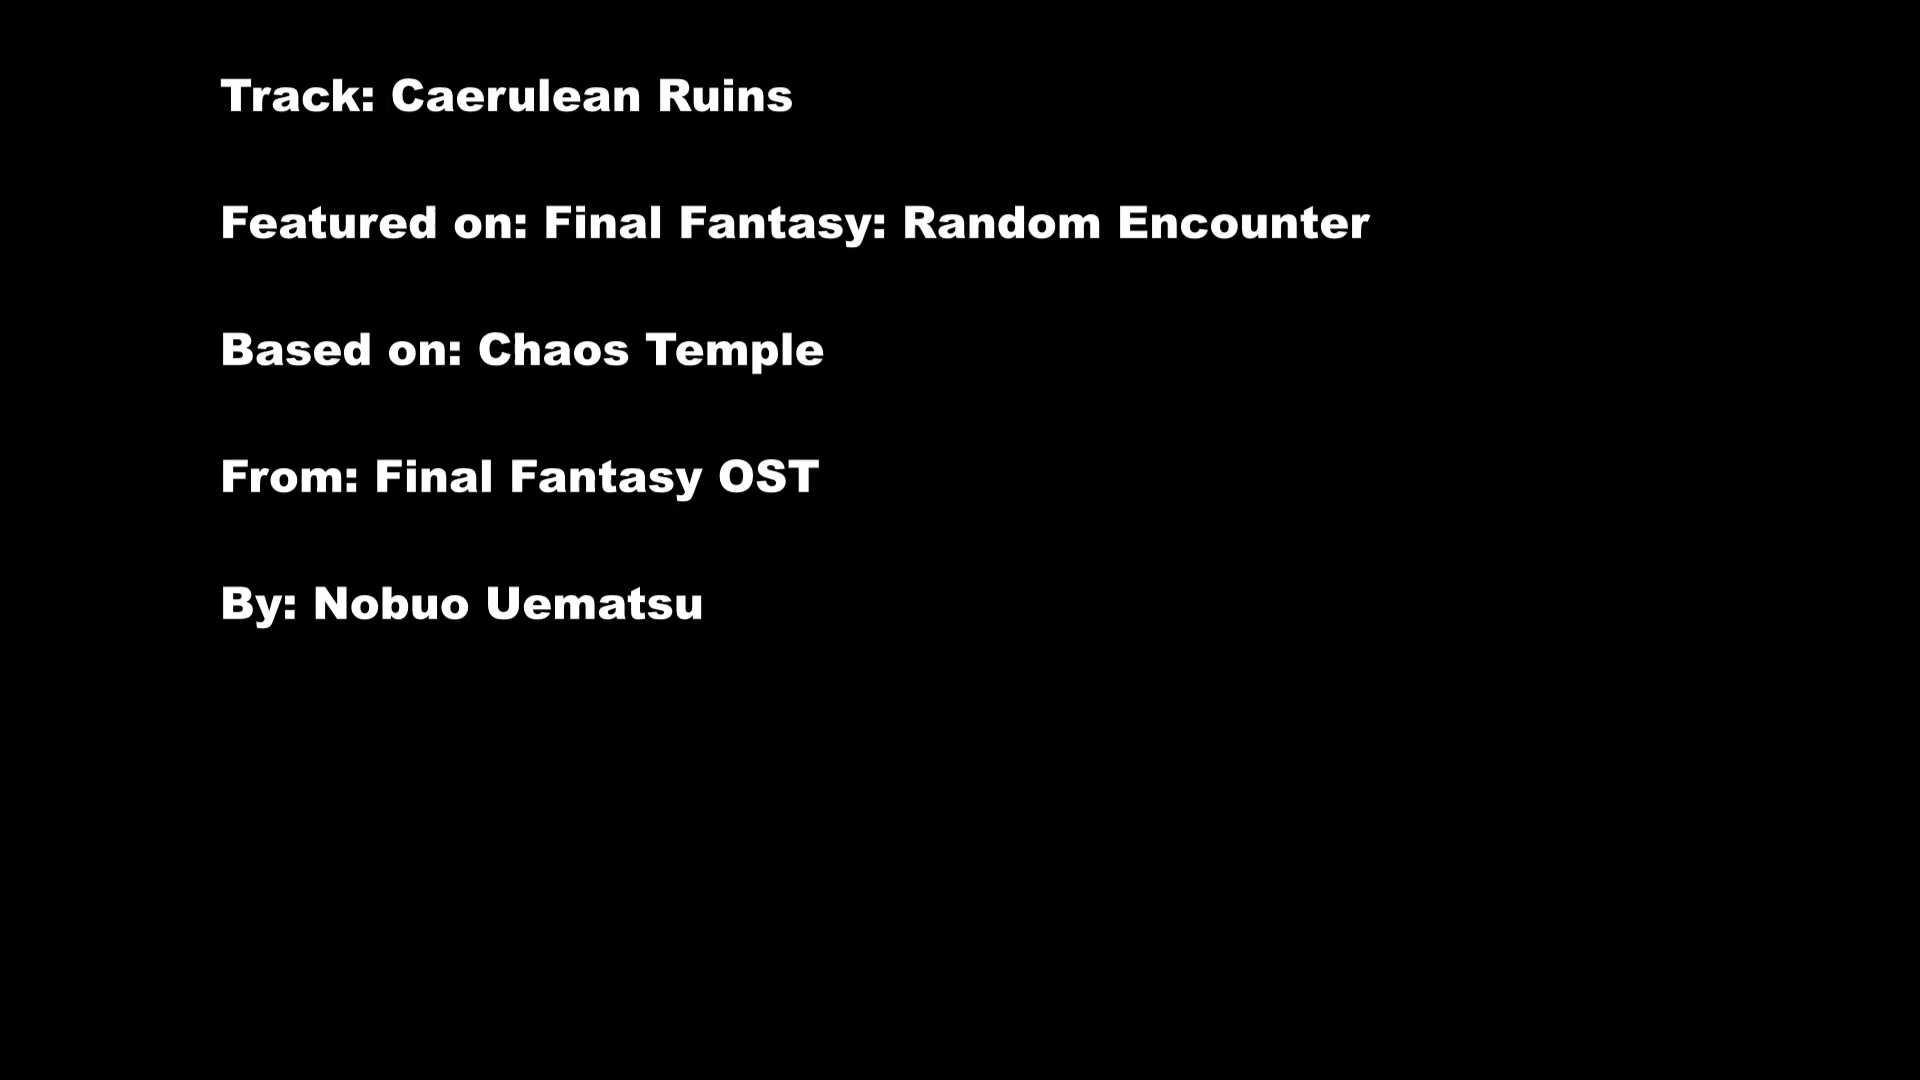 Track: Caerulean Ruins
Featured on: Final Fantasy: Random Encounter
Based on: Chaos Temple
From: Final Fantasy OST
By: Nobuo Uematsu